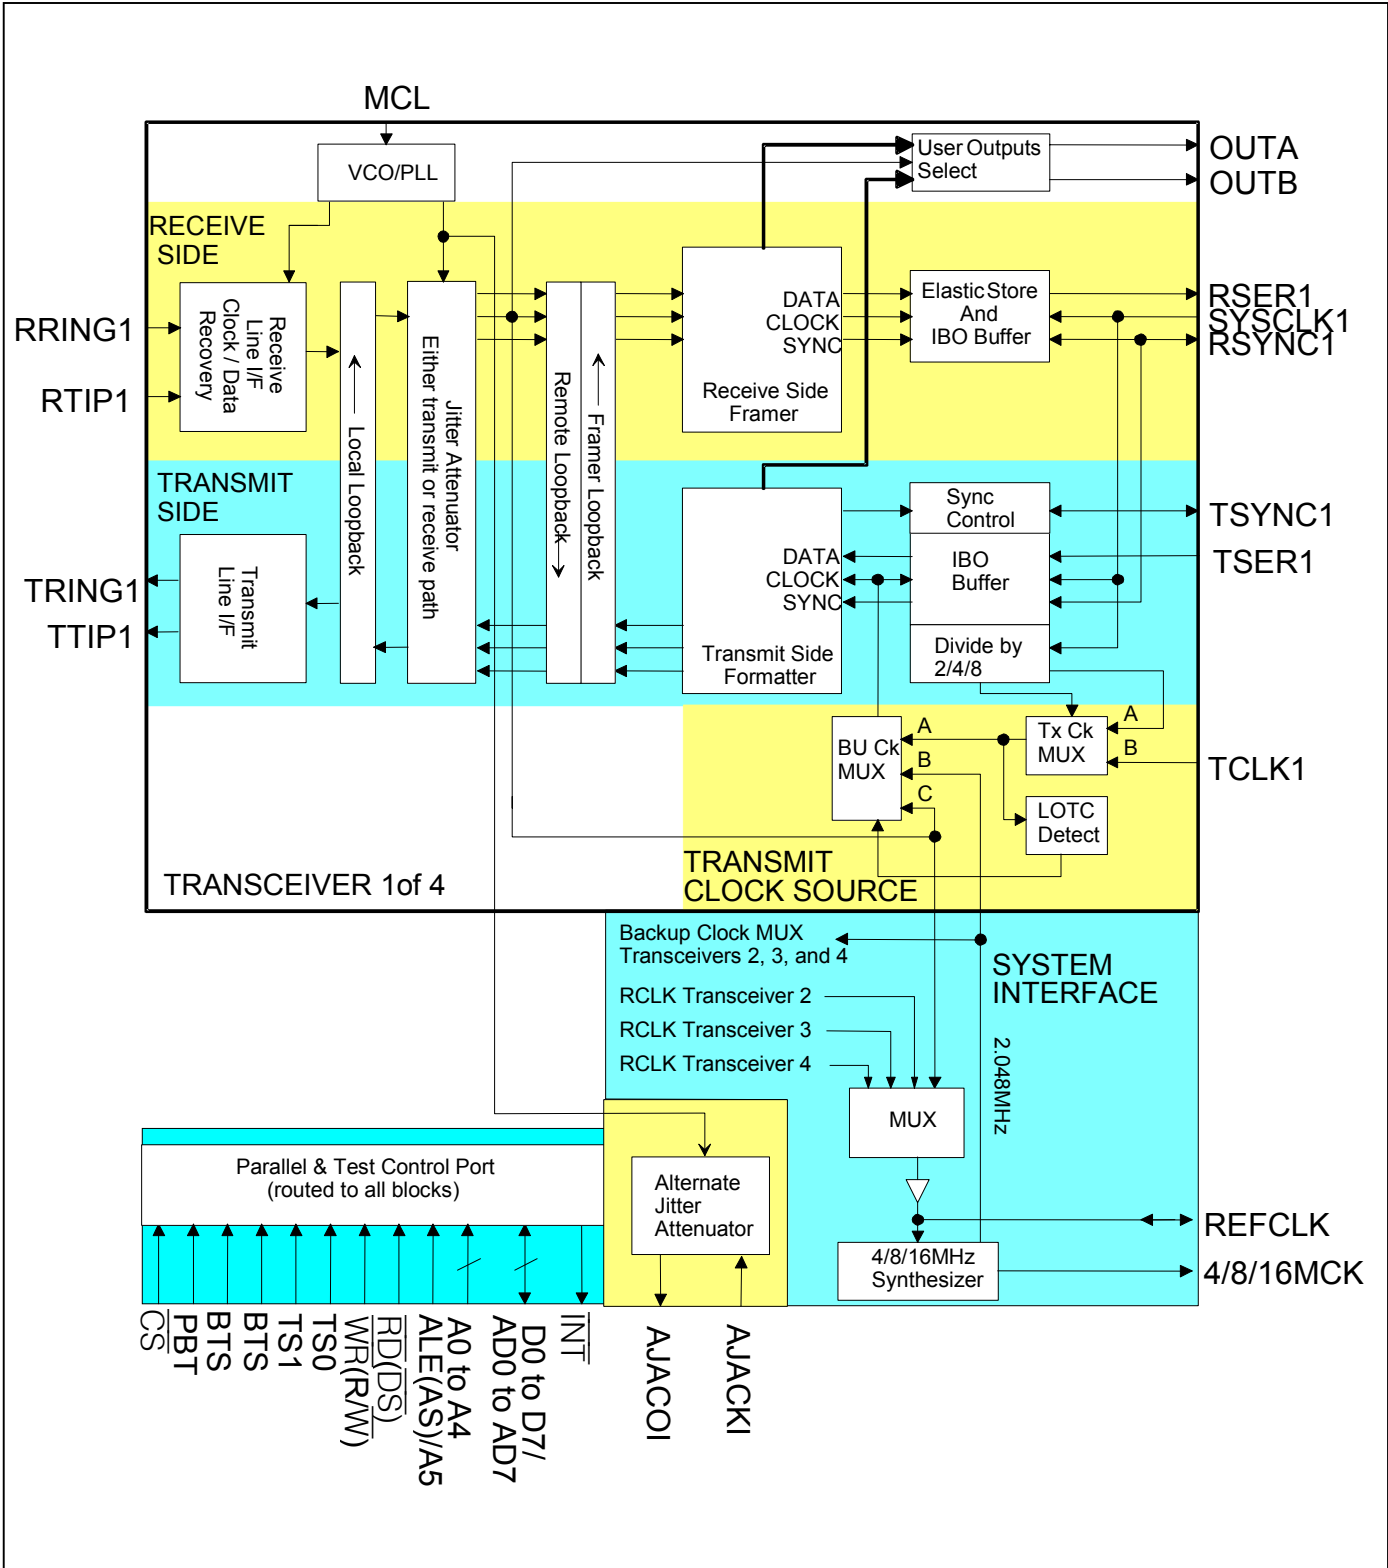 MCL
VCO/PLL
User Outputs
Select
OUTA
OUTB
RECEIVE
SIDE
RRING1
RTIP1
Receive
Line I/F
Clock / Data
Recovery
Local Loopback
Jitter Attenuator
Either transmit or receive path
Remote Loopback
Framer Loopback
DATA
CLOCK
SYNC
Receive Side
Framer
Elastic Store
And
IBO Buffer
RSER1
SYSCLK1
RSYNC1
TRANSMIT
SIDE
TRING1
TTIP1
Transmit
Line I/F
DATA
CLOCK
SYNC
Transmit Side
Formatter
Sync
Control
IBO
Buffer
Divide by
2/4/8
TSYNC1
TSER1
BU Ck
MUX
A
B
C
Tx Ck
MUX
A
B
TCLK1
LOTC
Detect
TRANSMIT
CLOCK SOURCE
TRANSCEIVER 1of 4
Backup Clock MUX
Transceivers 2, 3, and 4
SYSTEM
INTERFACE
RCLK Transceiver 2
RCLK Transceiver 3
RCLK Transceiver 4
2.048MHz
MUX
Parallel & Test Control Port
(routed to all blocks)
Alternate
Jitter
Attenuator
REFCLK
4/8/16MHz
Synthesizer
4/8/16MCK
CS
PBT
BTS
BTS
TS1
TS0
WR(R/W)
RD(DS)
ALE(AS)/A5
A0 to A4
D0 to D7/
AD0 to AD7
INT
AJACOI
AJACKI